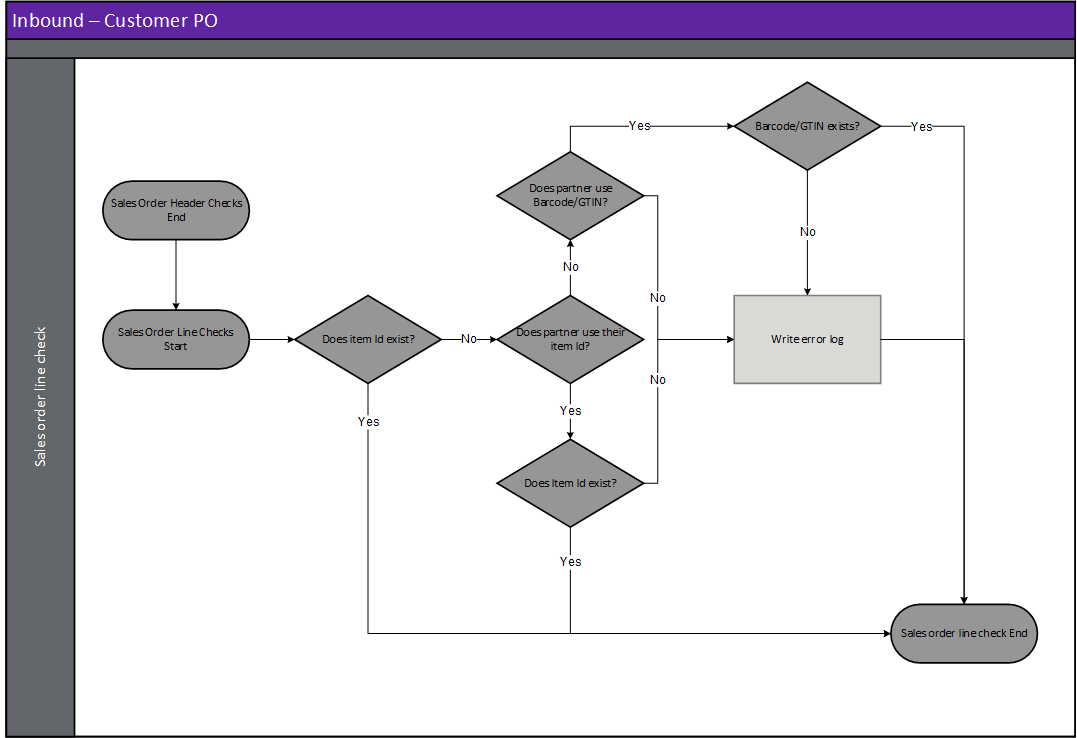 Inbound – Customer PO
Sales order line check
Sales Order Header Checks
End
Sales Order Line Checks
Start
Does item Id exist?
Yes
No
Does partner use their
item Id?
No
Does partner use
Barcode/GTIN?
Yes
Barcode/GTIN exists?
Yes
No
No
Write error log
No
Yes
Does Item Id exist?
Yes
Sales order line check End